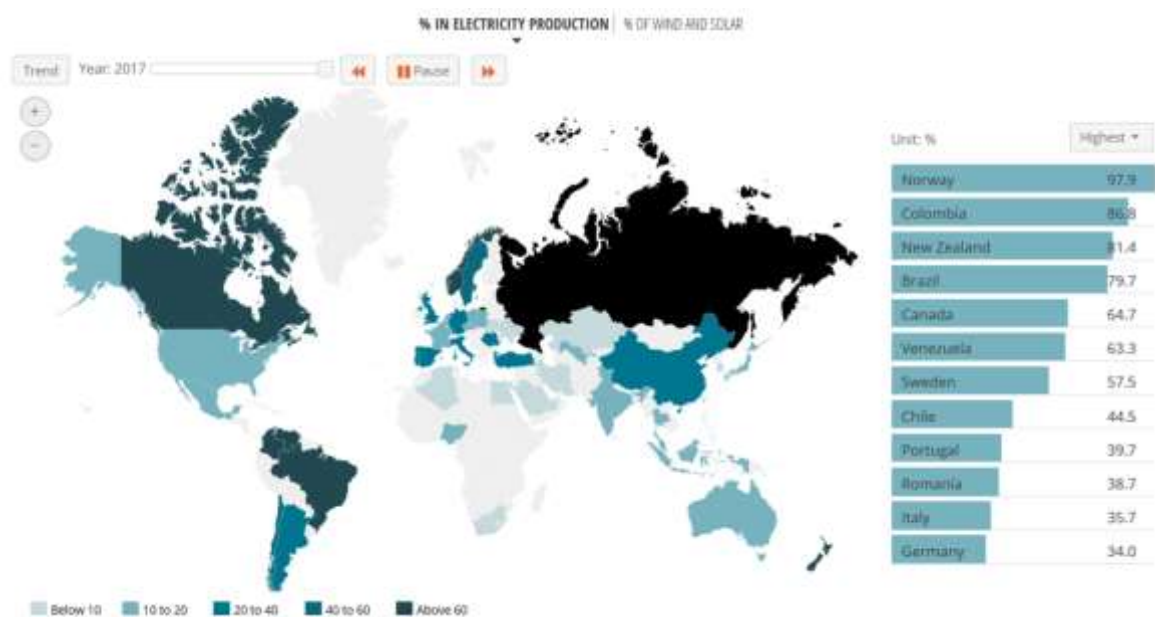 % IN ELECTRICITY PRODUCTION | % OF WIND AND SOLAR
Trend Year: 2017 Pause
+
−
Unit: % Highest
Norway 97.9
Colombia 86.8
New Zealand 81.4
Brazil 79.7
Canada 64.7
Venezuela 63.3
Sweden 57.5
Chile 44.5
Portugal 39.7
Romania 38.7
Italy 35.7
Germany 34.0
Below 10 10 to 20 20 to 40 40 to 60 Above 60